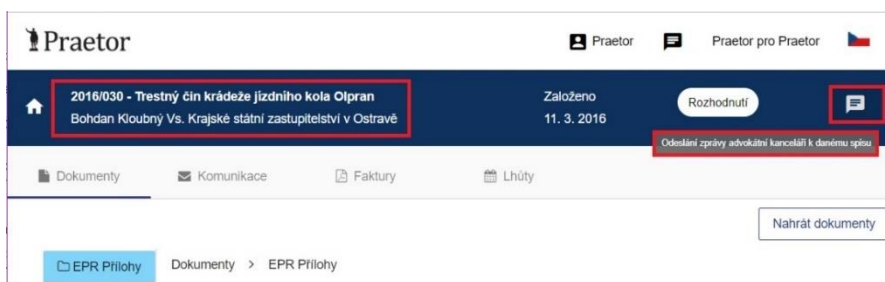 Praetor
Praetor
Praetor pro Praetor
2016/030 - Trestný čin krádeže jízdního kola Olpran
Bohdan Kloubný Vs. Krajské státní zastupitelství v Ostravě
Založeno
11. 3. 2016
Rozhodnutí
Odeslání zprávy advokátní kanceláři k danému spisu
Dokumenty
Komunikace
Faktury
Lhůty
Nahrát dokumenty
EPR Přílohy
Dokumenty > EPR Přílohy